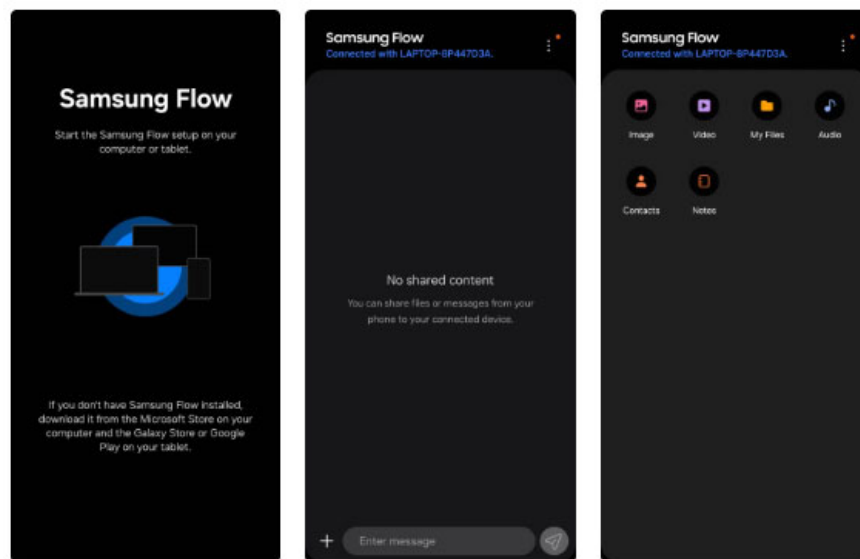 Samsung Flow
Start the Samsung Flow setup on your
computer or tablet.
If you don't have Samsung Flow installed,
download it from the Microsoft Store on your
computer and the Galaxy Store or Google
Play on your tablet.
Samsung Flow
Connected with LAPTOP-8P447D3A.
No shared content
You can share files or messages from your
phone to your connected device.
Enter message
Samsung Flow
Connected with LAPTOP-8P447D3A.
Image Video My Files Audio
Contacts Notes